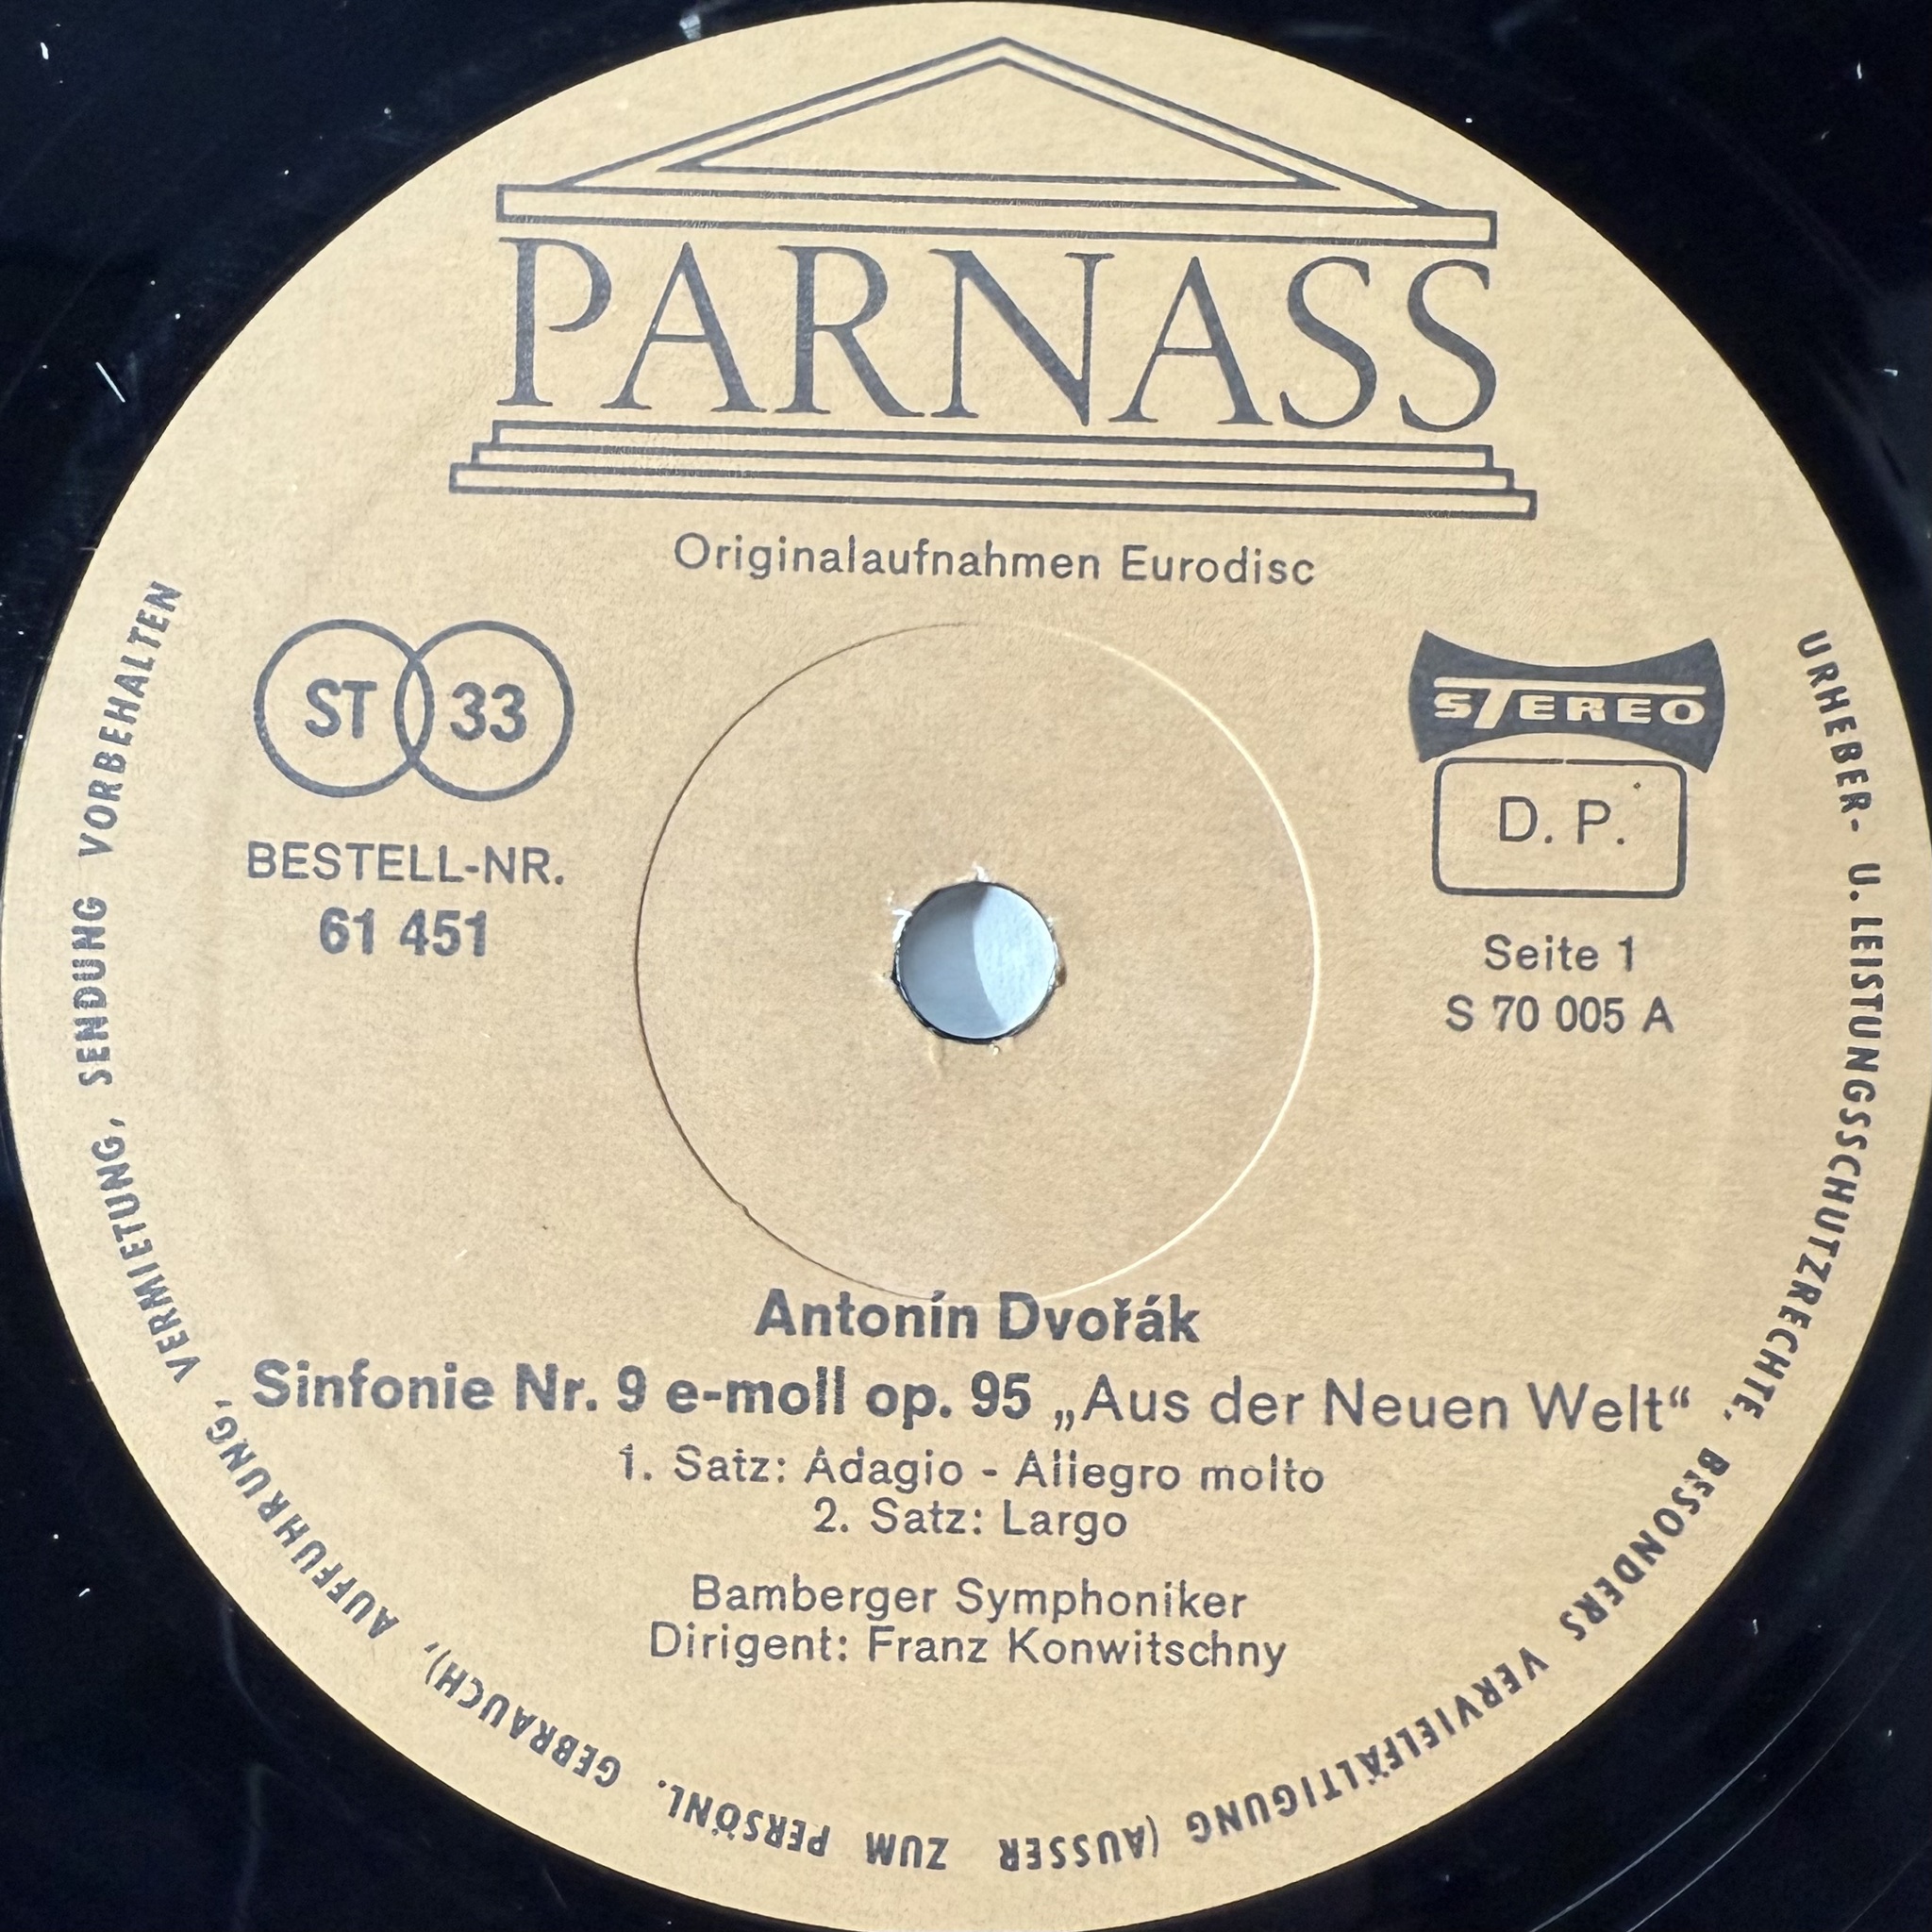 PARNASS
Originalaufnahmen Eurodisc
ST 33
BESTELL-NR.
61 451
STEREO
D. P.
Seite 1
S 70 005 A
Antonín Dvořák
Sinfonie Nr. 9 e-moll op. 95 „Aus der Neuen Welt“
1. Satz: Adagio - Allegro molto
2. Satz: Largo
Bamberger Symphoniker
Dirigent: Franz Konwitschny
URHEBER- U. LEISTUNGSSCHUTZRECHTE, BESONDERS VERVIELFÄLTIGUNG (AUSSER ZUM PERSÖNL. GEBRAUCH), AUFFÜHRUNG, VERMIETUNG, SENDUNG VORBEHALTEN